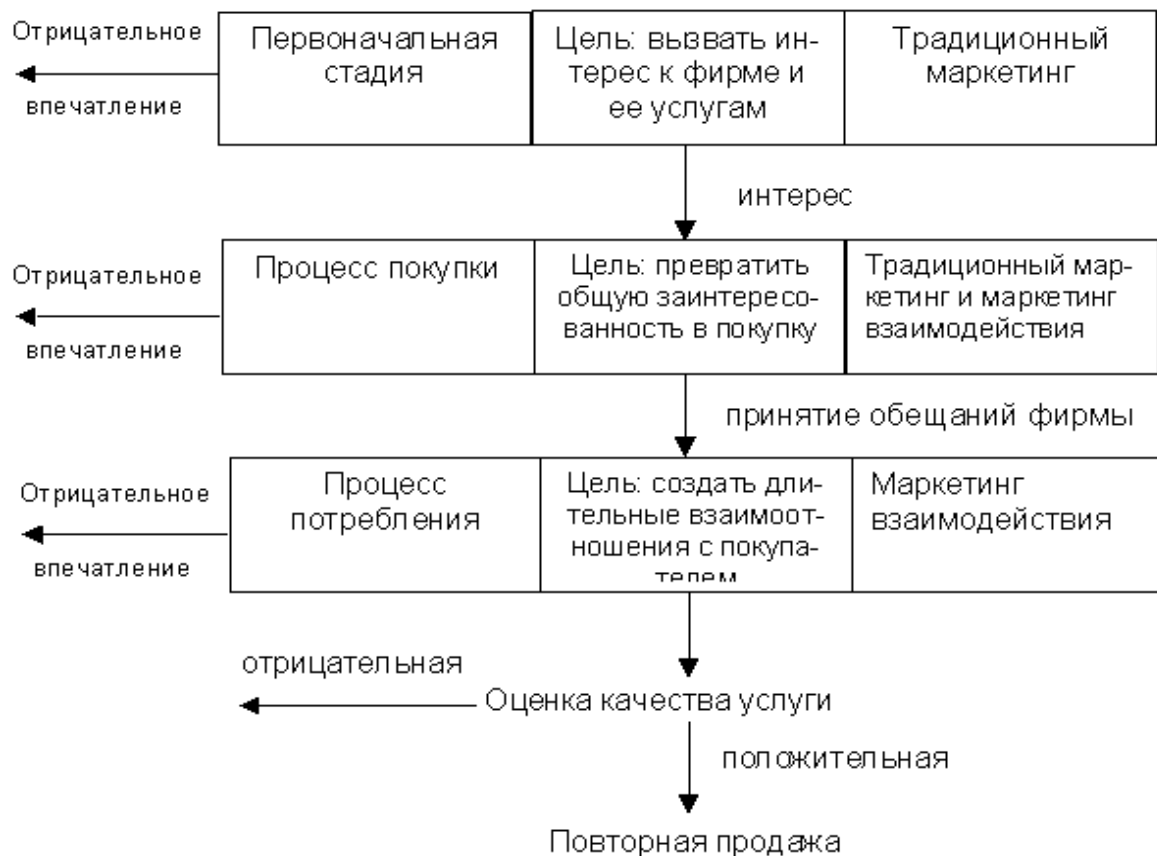 Отрицательное
впечатление
Первоначальная
стадия
Цель: вызвать ин-
терес к фирме и
ее услугам
Традиционный
маркетинг
интерес
Отрицательное
впечатление
Процесс покупки
Цель: превратить
общую заинтересо-
ванность в покупку
Традиционный мар-
кетинг и маркетинг
взаимодействия
принятие обещаний фирмы
Отрицательное
впечатление
Процесс
потребления
Цель: создать дли-
тельные взаимоот-
ношения с покупа-
телем
Маркетинг
взаимодействия
отрицательная
Оценка качества услуги
положительная
Повторная продажа